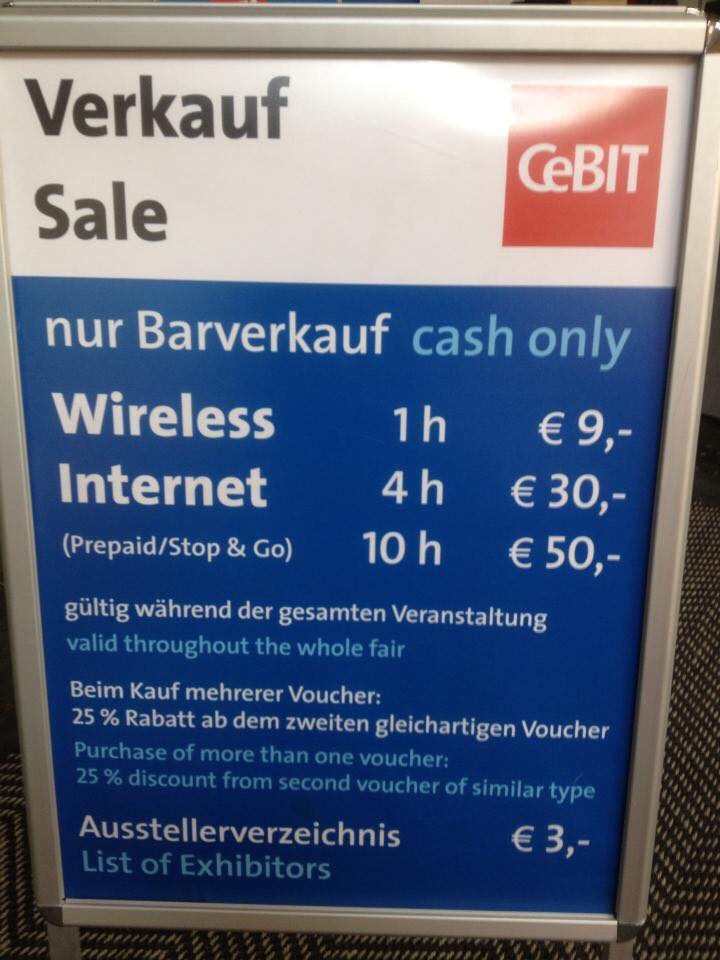 Verkauf
Sale
CeBIT
nur Barverkauf cash only
Wireless 1 h € 9,-
Internet 4 h € 30,-
(Prepaid/Stop & Go) 10 h € 50,-
gültig während der gesamten Veranstaltung
valid throughout the whole fair
Beim Kauf mehrerer Voucher:
25 % Rabatt ab dem zweiten gleichartigen Voucher
Purchase of more than one voucher:
25 % discount from second voucher of similar type
Ausstellerverzeichnis € 3,-
List of Exhibitors